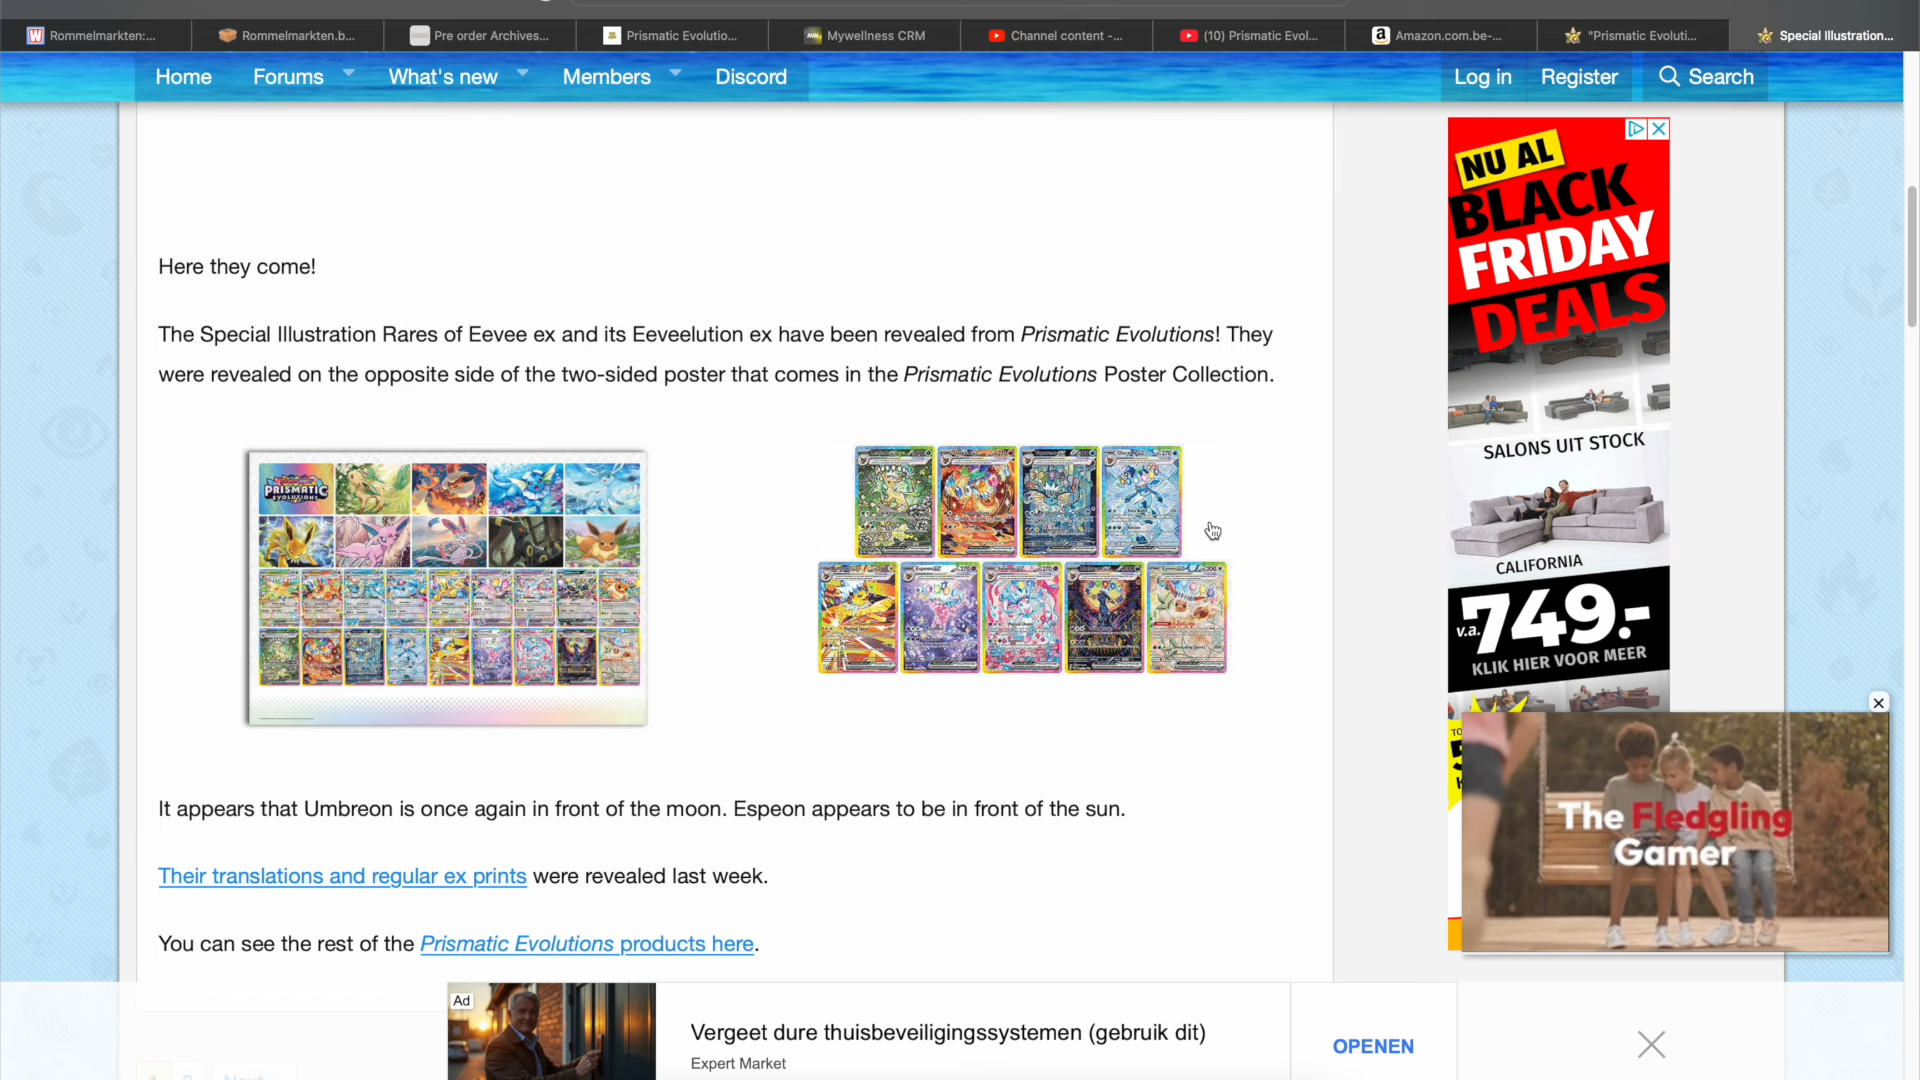 Rommelmarkten:...
Rommelmarkten.b...
Pre order Archives...
Prismatic Evolutio...
Mywellness CRM
Channel content -...
(10) Prismatic Evol...
Amazon.com.be-...
"Prismatic Evoluti...
Special Illustration...
Home
Forums
What's new
Members
Discord
Log in
Register
Search
Here they come!
The Special Illustration Rares of Eevee ex and its Eeveelution ex have been revealed from Prismatic Evolutions! They
were revealed on the opposite side of the two-sided poster that comes in the Prismatic Evolutions Poster Collection.
PRISMATIC
EVOLUTIONS
It appears that Umbreon is once again in front of the moon. Espeon appears to be in front of the sun.
Their translations and regular ex prints were revealed last week.
You can see the rest of the Prismatic Evolutions products here.
NU AL
BLACK
FRIDAY
DEALS
SALONS UIT STOCK
CALIFORNIA
v.a. 749.-
KLIK HIER VOOR MEER
The Fledgling
Gamer
Ad
Vergeet dure thuisbeveiligingssystemen (gebruik dit)
Expert Market
OPENEN
1 2 Next